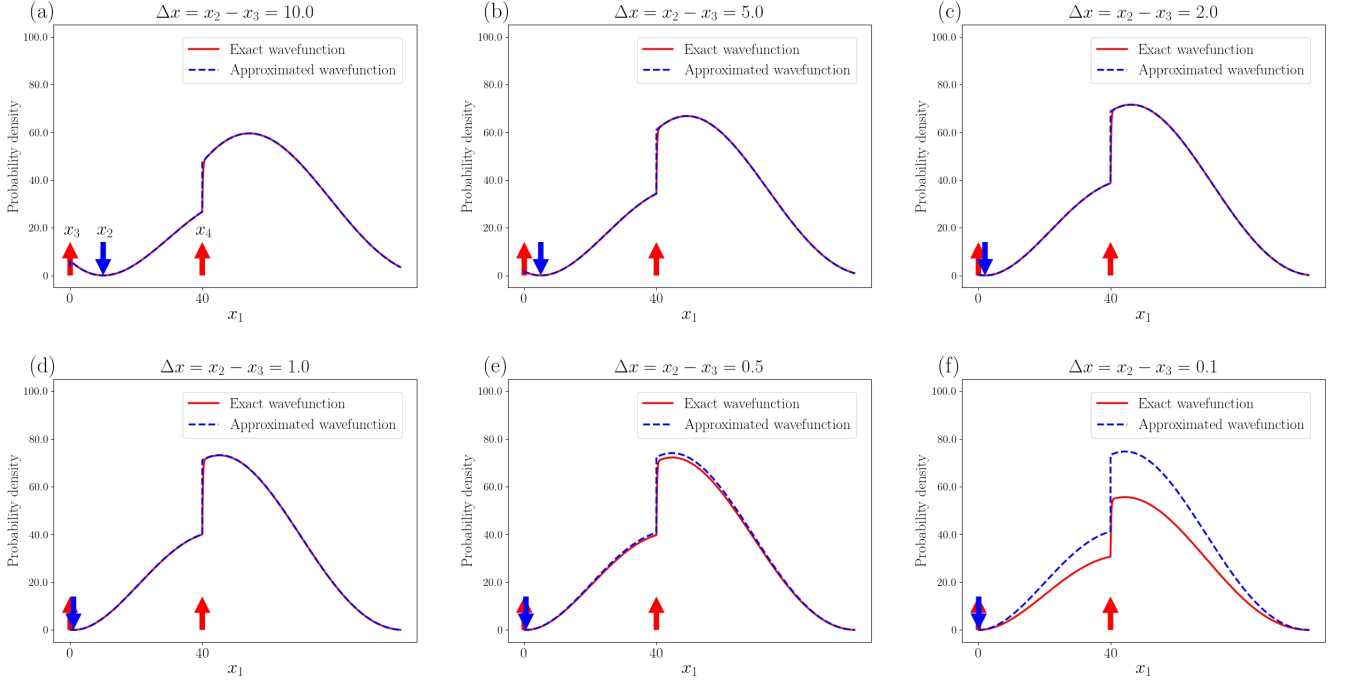 (a) Δx = x₂ − x₃ = 10.0
100.0
80.0
60.0
40.0
20.0
0
Probability density
Exact wavefunction
Approximated wavefunction
x₃ x₂ x₄
0 40
x₁
(b) Δx = x₂ − x₃ = 5.0
100.0
80.0
60.0
40.0
20.0
0
Probability density
Exact wavefunction
Approximated wavefunction
0 40
x₁
(c) Δx = x₂ − x₃ = 2.0
100.0
80.0
60.0
40.0
20.0
0
Probability density
Exact wavefunction
Approximated wavefunction
0 40
x₁
(d) Δx = x₂ − x₃ = 1.0
100.0
80.0
60.0
40.0
20.0
0
Probability density
Exact wavefunction
Approximated wavefunction
0 40
x₁
(e) Δx = x₂ − x₃ = 0.5
100.0
80.0
60.0
40.0
20.0
0
Probability density
Exact wavefunction
Approximated wavefunction
0 40
x₁
(f) Δx = x₂ − x₃ = 0.1
100.0
80.0
60.0
40.0
20.0
0
Probability density
Exact wavefunction
Approximated wavefunction
0 40
x₁